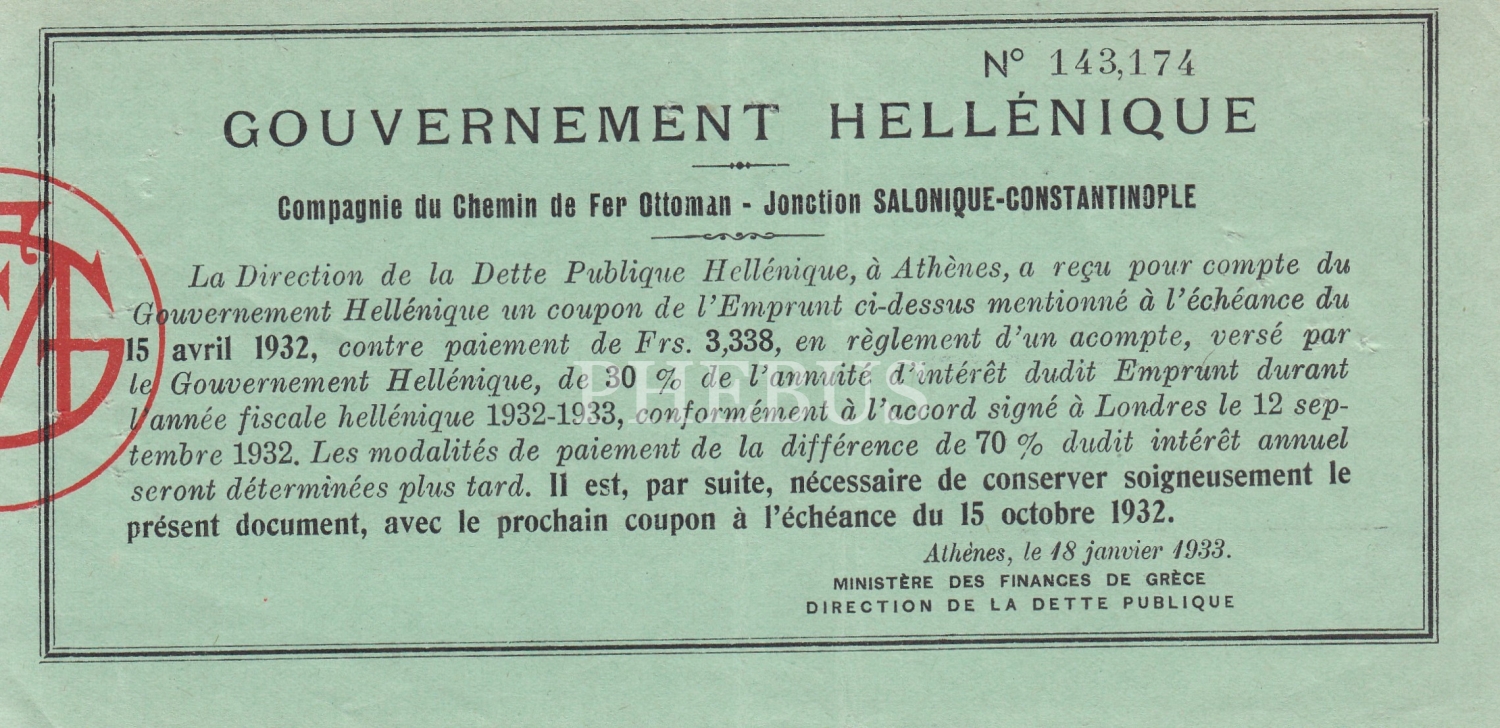 N° 143,174
GOUVERNEMENT HELLÉNIQUE
Compagnie du Chemin de Fer Ottoman - Jonction SALONIQUE-CONSTANTINOPLE
La Direction de la Dette Publique Hellénique, à Athènes, a reçu pour compte du
Gouvernement Hellénique un coupon de l'Emprunt ci-dessus mentionné à l'échéance du
15 avril 1932, contre paiement de Frs. 3,338, en règlement d'un acompte, versé par
le Gouvernement Hellénique, de 30 % de l'annuité d'intérêt dudit Emprunt durant
l'année fiscale hellénique 1932-1933, conformément à l'accord signé à Londres le 12 sep-
tembre 1932. Les modalités de paiement de la différence de 70 % dudit intérêt annuel
seront déterminées plus tard. Il est, par suite, nécessaire de conserver soigneusement le
présent document, avec le prochain coupon à l'échéance du 15 octobre 1932.
Athènes, le 18 janvier 1933.
MINISTÈRE DES FINANCES DE GRÈCE
DIRECTION DE LA DETTE PUBLIQUE
PHEBUS